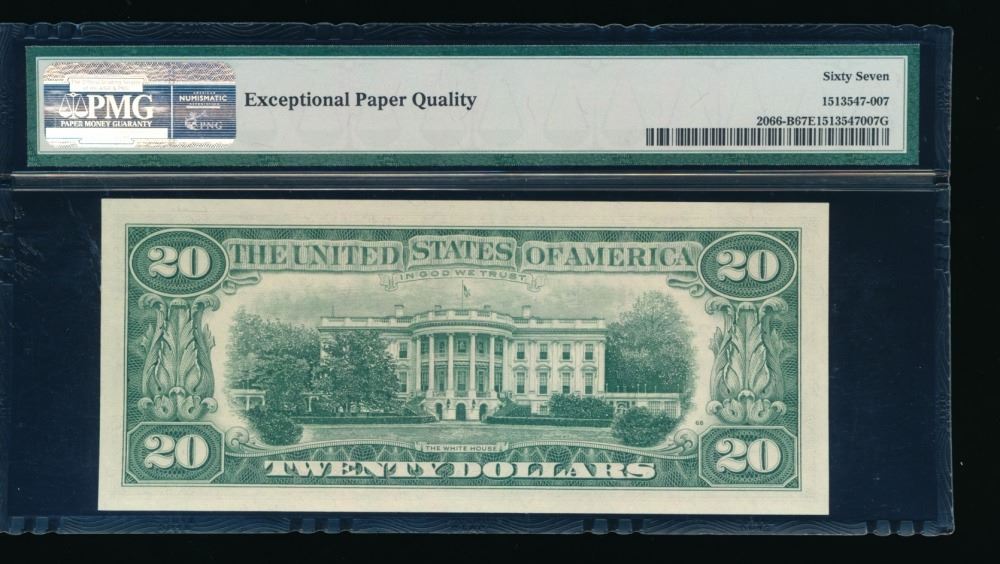 Sixty Seven
PMG
PAPER MONEY GUARANTY
NUMISMATIC
PNG
Exceptional Paper Quality
1513547-007
2066-B67E1513547007G
20 THE UNITED STATES OF AMERICA 20
IN GOD WE TRUST
THE WHITE HOUSE
20 TWENTY DOLLARS 20